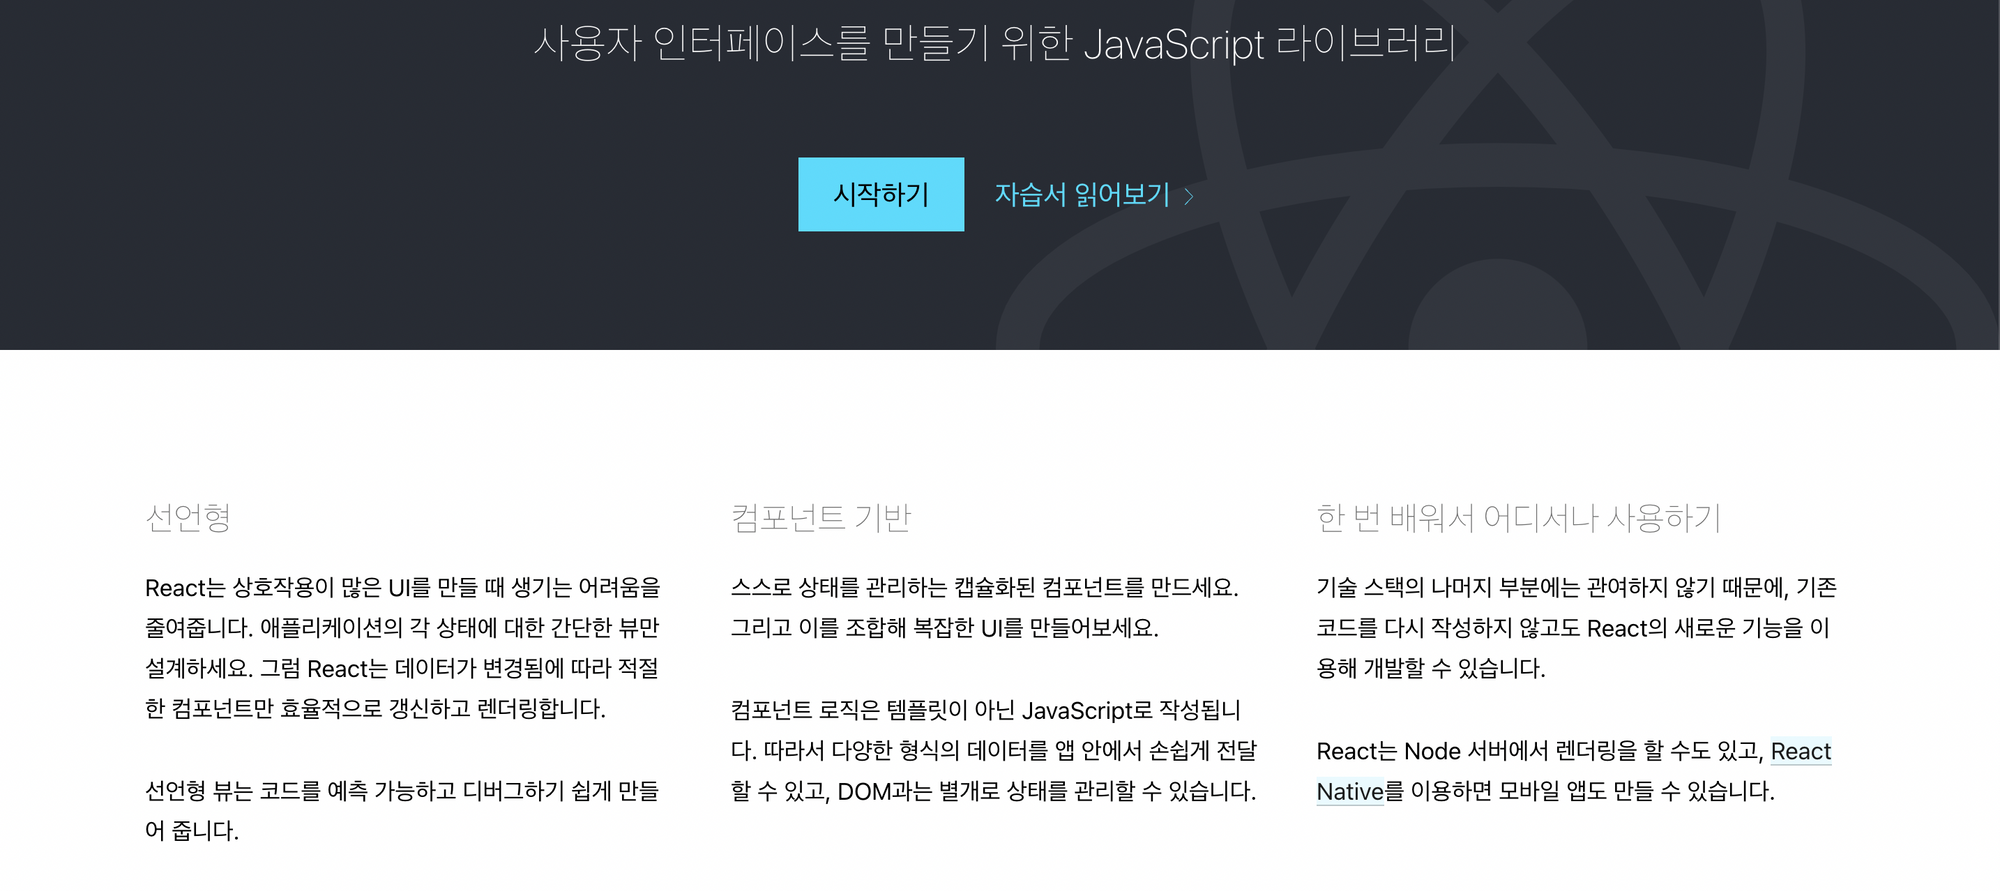 사용자 인터페이스를 만들기 위한 JavaScript 라이브러리
시작하기
자습서 읽어보기
선언형
React는 상호작용이 많은 UI를 만들 때 생기는 어려움을
줄여줍니다. 애플리케이션의 각 상태에 대한 간단한 뷰만
설계하세요. 그럼 React는 데이터가 변경됨에 따라 적절
한 컴포넌트만 효율적으로 갱신하고 렌더링합니다.
선언형 뷰는 코드를 예측 가능하고 디버그하기 쉽게 만들
어 줍니다.
컴포넌트 기반
스스로 상태를 관리하는 캡슐화된 컴포넌트를 만드세요.
그리고 이를 조합해 복잡한 UI를 만들어보세요.
컴포넌트 로직은 템플릿이 아닌 JavaScript로 작성됩니
다. 따라서 다양한 형식의 데이터를 앱 안에서 손쉽게 전달
할 수 있고, DOM과는 별개로 상태를 관리할 수 있습니다.
한 번 배워서 어디서나 사용하기
기술 스택의 나머지 부분에는 관여하지 않기 때문에, 기존
코드를 다시 작성하지 않고도 React의 새로운 기능을 이
용해 개발할 수 있습니다.
React는 Node 서버에서 렌더링을 할 수도 있고, React
Native를 이용하면 모바일 앱도 만들 수 있습니다.